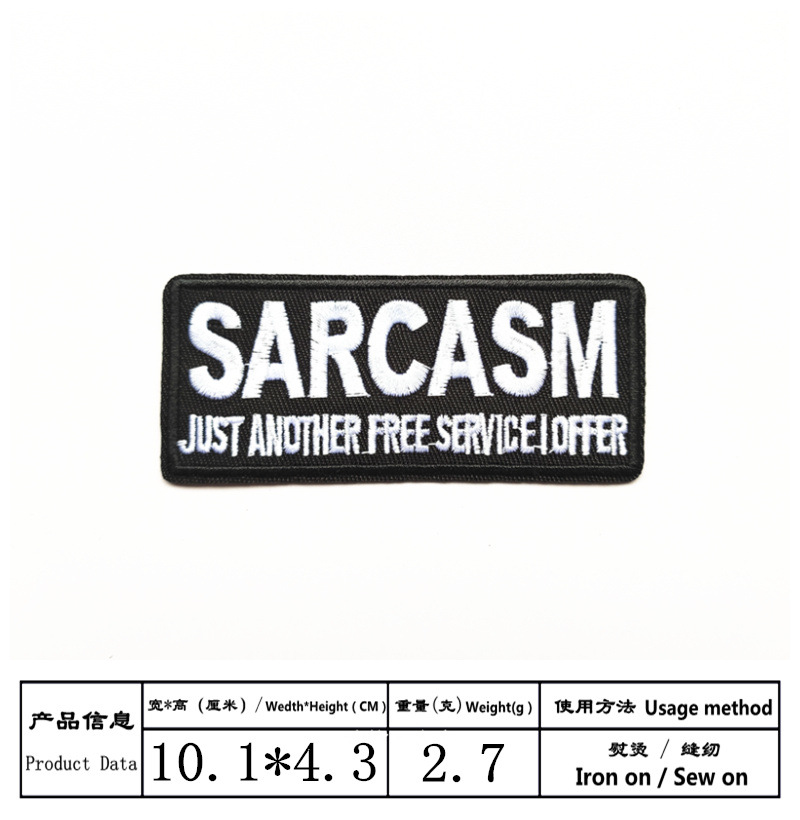 SARCASM
JUST ANOTHER FREE SERVICE I OFFER
产品信息
Product Data
宽*高（厘米）/ Wedth*Height ( CM )
重量(克) Weight(g)
使用方法 Usage method
10.1*4.3
2.7
熨烫 / 缝纫
Iron on / Sew on